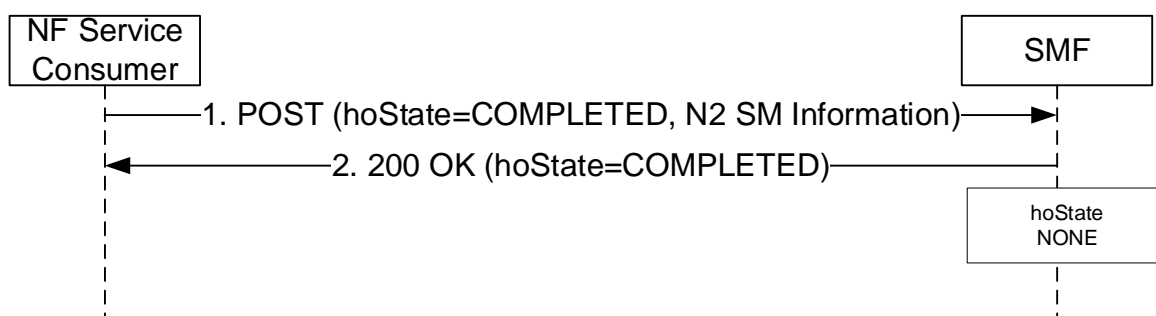 NF Service
Consumer
SMF
1. POST (hoState=COMPLETED, N2 SM Information)
2. 200 OK (hoState=COMPLETED)
hoState
NONE